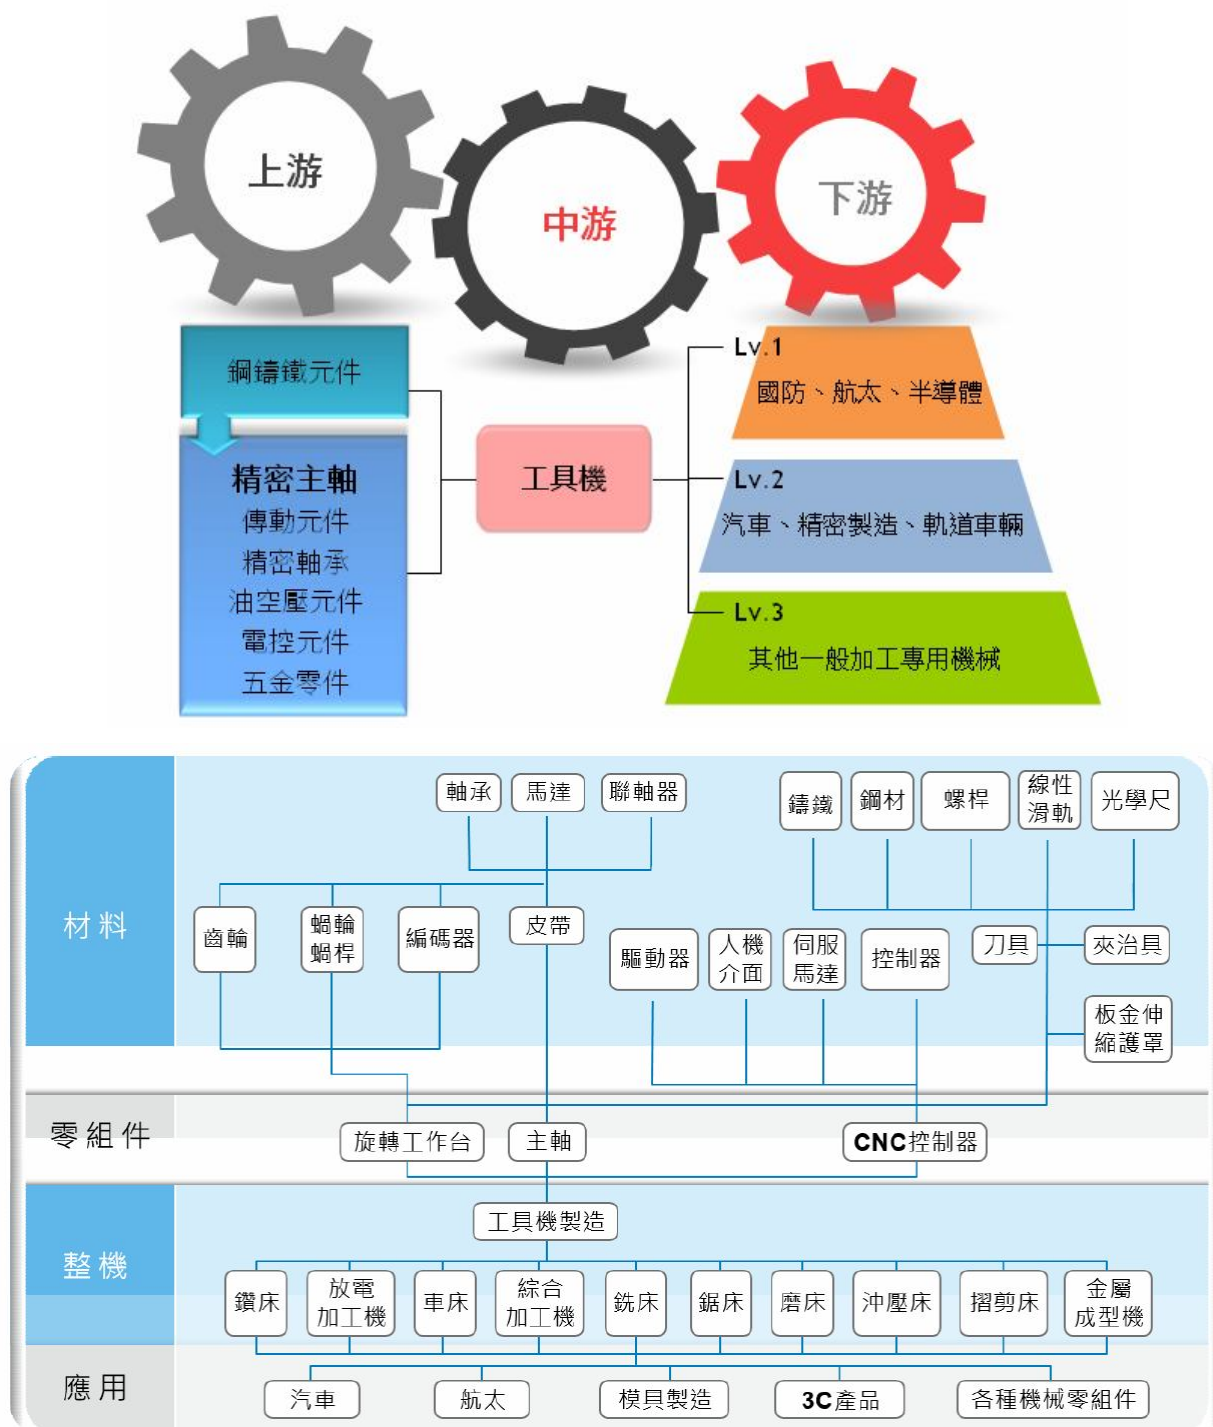 上游
中游
下游
鋼鑄鐵元件
精密主軸
傳動元件
精密軸承
油空壓元件
電控元件
五金零件
工具機
Lv.1
國防、航太、半導體
Lv.2
汽車、精密製造、軌道車輛
Lv.3
其他一般加工專用機械
材料
軸承
馬達
聯軸器
鑄鐵
鋼材
螺桿
線性
滑軌
光學尺
齒輪
蝸輪
蝸桿
編碼器
皮帶
驅動器
人機
介面
伺服
馬達
控制器
刀具
夾治具
板金伸
縮護罩
零組件
旋轉工作台
主軸
CNC控制器
整機
工具機製造
鑽床
放電
加工機
車床
綜合
加工機
銑床
鋸床
磨床
沖壓床
摺剪床
金屬
成型機
應用
汽車
航太
模具製造
3C產品
各種機械零組件